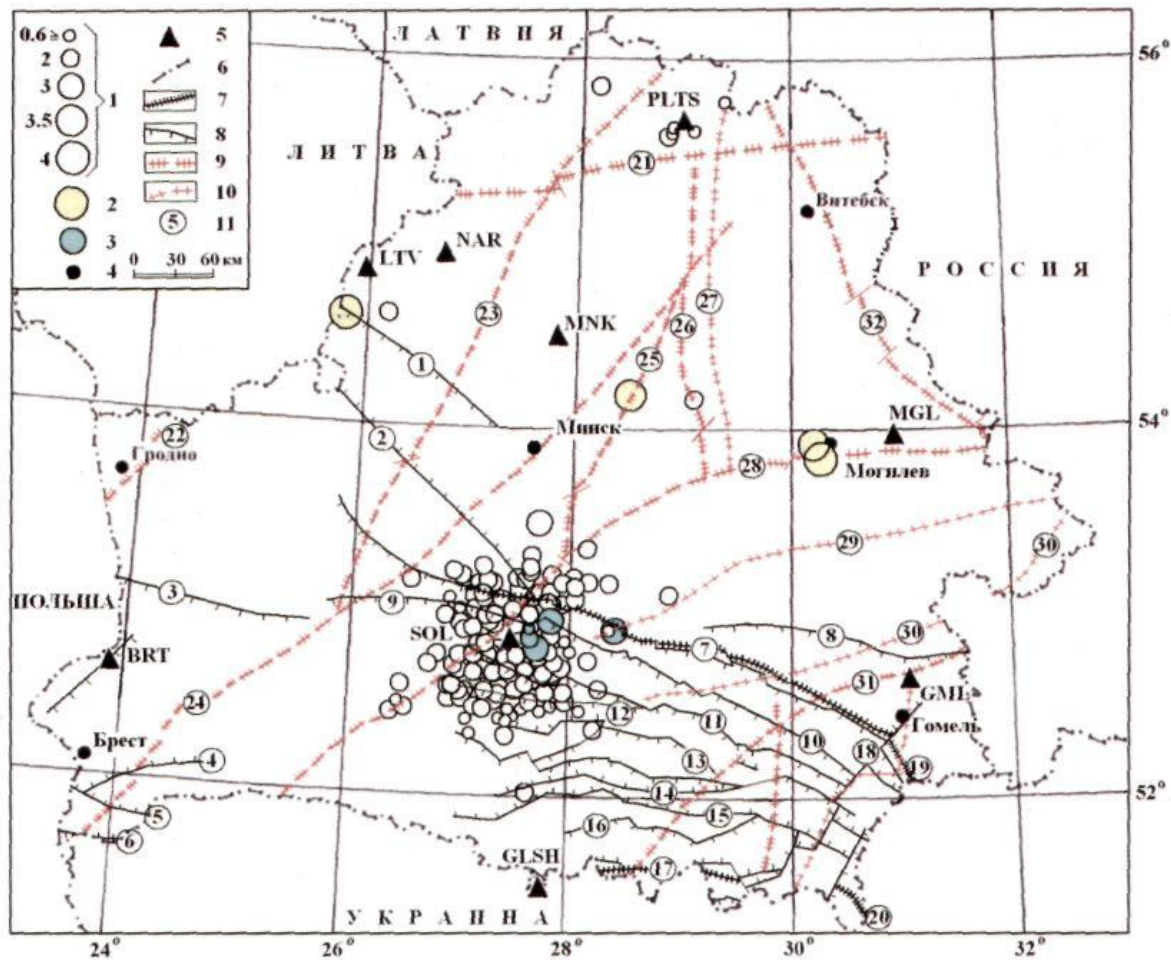 0.6 ≥
2
3
3.5
4
1
2
3
4
5
6
7
8
9
10
5
11
0 30 60 км
ЛАТВИЯ
ЛИТВА
РОССИЯ
ПОЛЬША
УКРАИНА
PLTS
21
Витебск
LTV
NAR
23
27
26
32
MNK
25
1
2
MGL
22
Гродно
Минск
Могилев
28
29
30
3
9
SOL
BRT
7
8
30
31
GML
Гомель
24
12
11
10
18
Брест
4
13
19
14
5
15
16
6
GLSH
17
20
56°
54°
52°
24°
26°
28°
30°
32°